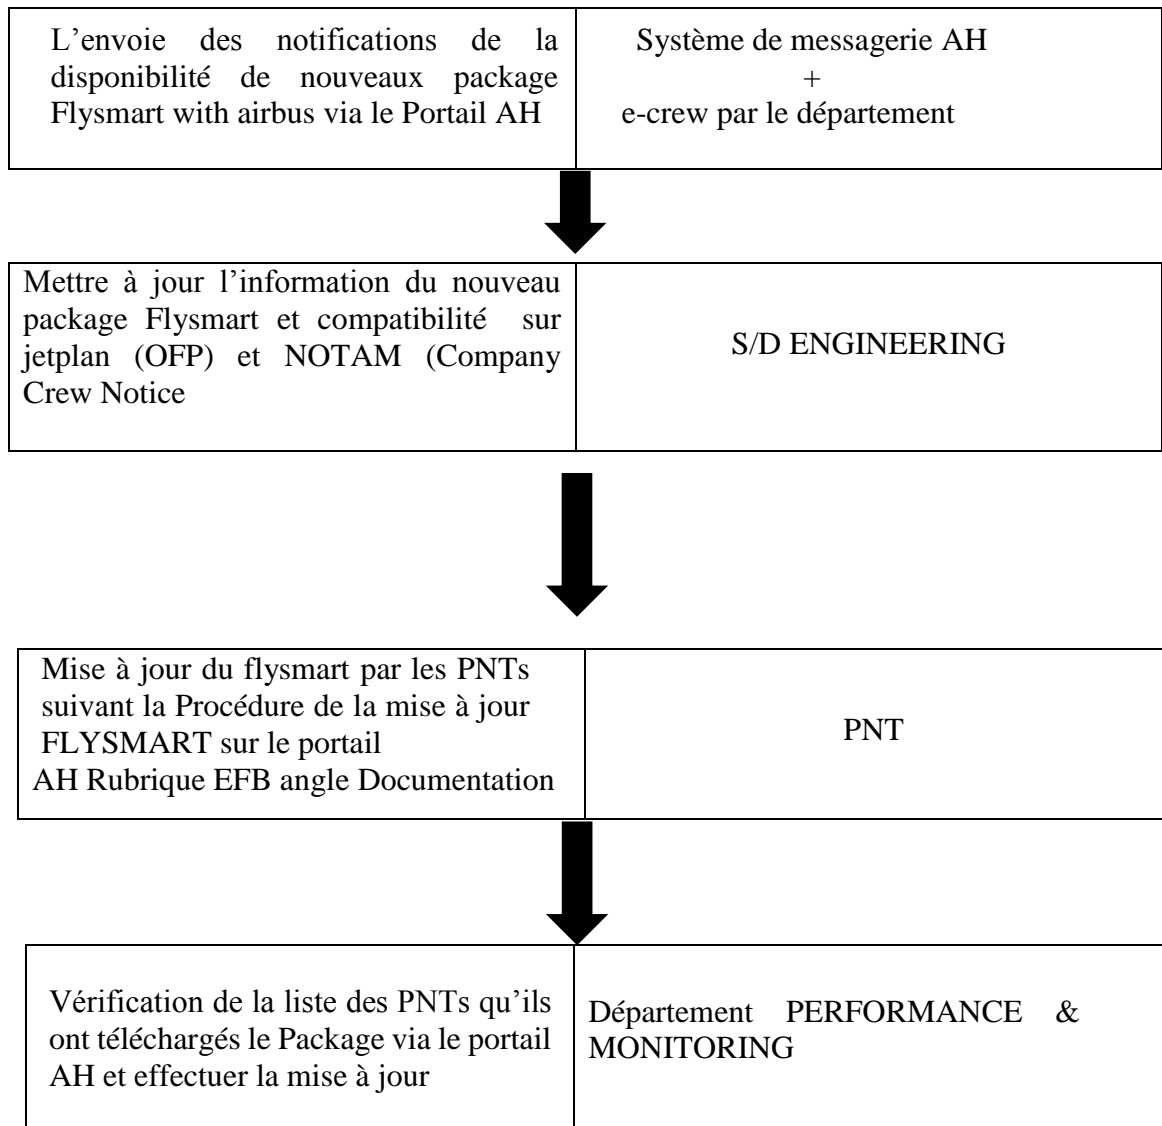 L’envoie des notifications de la
disponibilité de nouveaux package
Flysmart with airbus via le Portail AH
Système de messagerie AH
+
e-crew par le département
Mettre à jour l’information du nouveau
package Flysmart et compatibilité sur
jetplan (OFP) et NOTAM (Company
Crew Notice
S/D ENGINEERING
Mise à jour du flysmart par les PNTs
suivant la Procédure de la mise à jour
FLYSMART sur le portail
AH Rubrique EFB angle Documentation
PNT
Vérification de la liste des PNTs qu’ils
ont téléchargés le Package via le portail
AH et effectuer la mise à jour
Département PERFORMANCE &
MONITORING